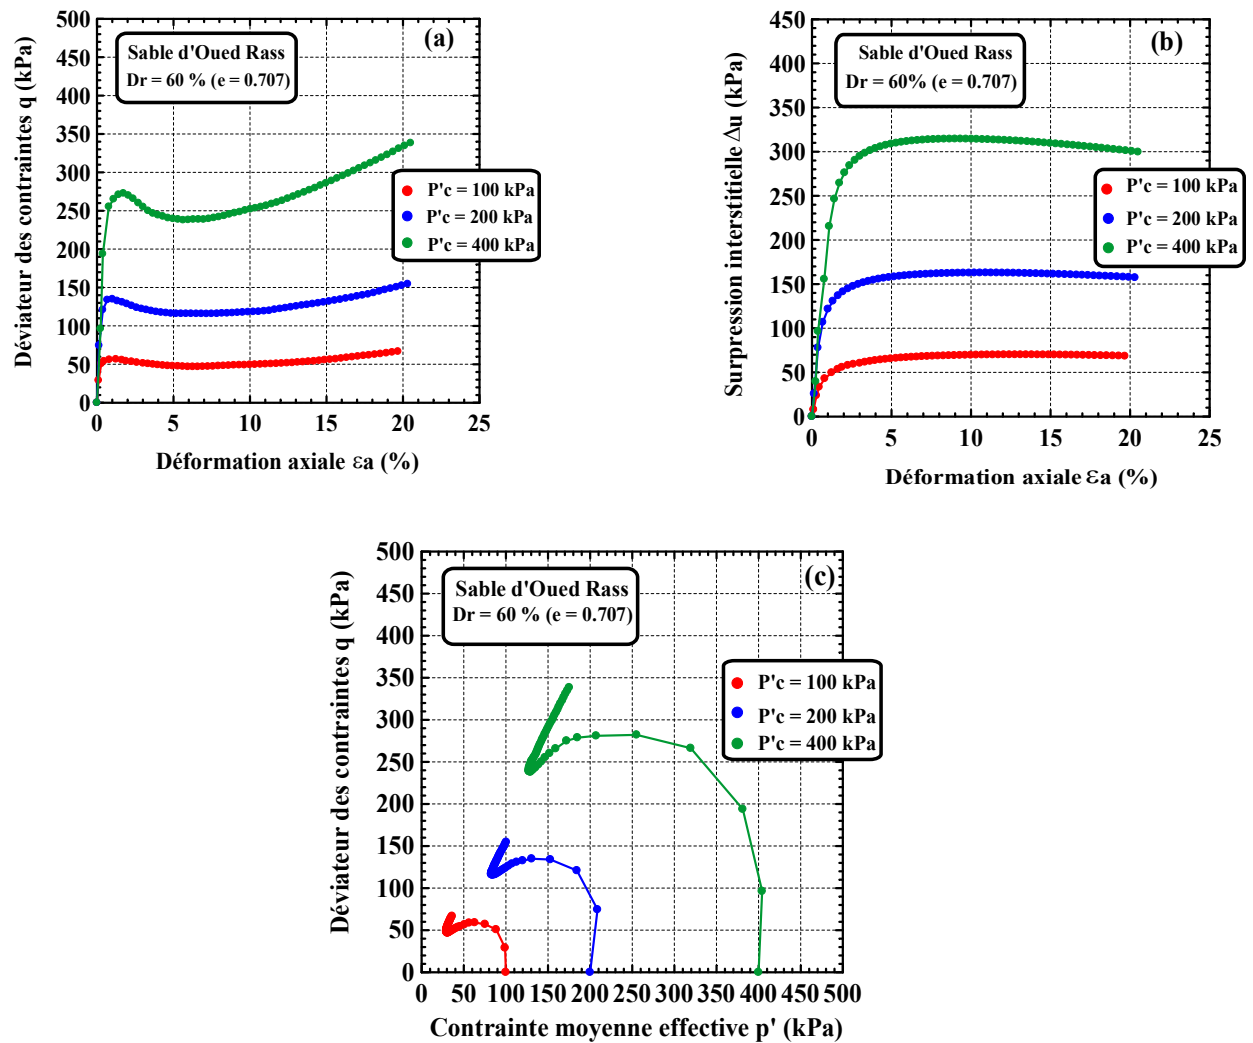 (a)
Sable d'Oued Rass
Dr = 60 % (e = 0.707)
P'c = 100 kPa
P'c = 200 kPa
P'c = 400 kPa
Déviateur des contraintes q (kPa)
500
450
400
350
300
250
200
150
100
50
0
0 5 10 15 20 25
Déformation axiale εa (%)
(b)
Sable d'Oued Rass
Dr = 60% (e = 0.707)
P'c = 100 kPa
P'c = 200 kPa
P'c = 400 kPa
Surpression interstitielle Δu (kPa)
450
400
350
300
250
200
150
100
50
0
0 5 10 15 20 25
Déformation axiale εa (%)
(c)
Sable d'Oued Rass
Dr = 60 % (e = 0.707)
P'c = 100 kPa
P'c = 200 kPa
P'c = 400 kPa
Déviateur des contraintes q (kPa)
500
450
400
350
300
250
200
150
100
50
0
0 50 100 150 200 250 300 350 400 450 500
Contrainte moyenne effective p' (kPa)